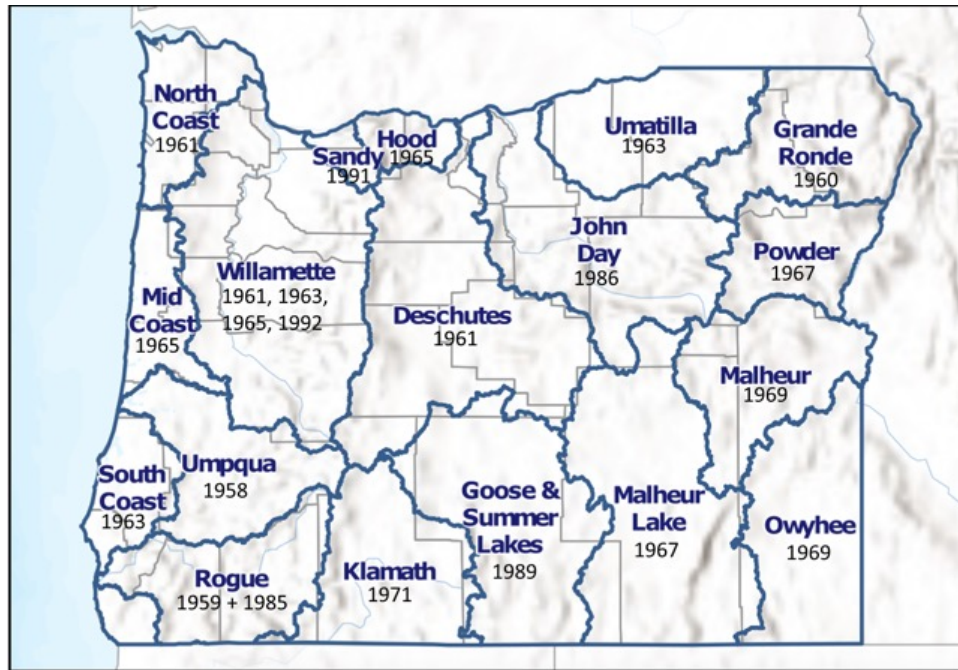 North
Coast
1961
Sandy
1991
Hood
1965
Umatilla
1963
Grande
Ronde
1960
John
Day
1986
Powder
1967
Willamette
1961, 1963,
1965, 1992
Mid
Coast
1965
Deschutes
1961
Malheur
1969
South
Coast
1963
Umpqua
1958
Goose &
Summer
Lakes
1989
Malheur
Lake
1967
Owyhee
1969
Rogue
1959 + 1985
Klamath
1971